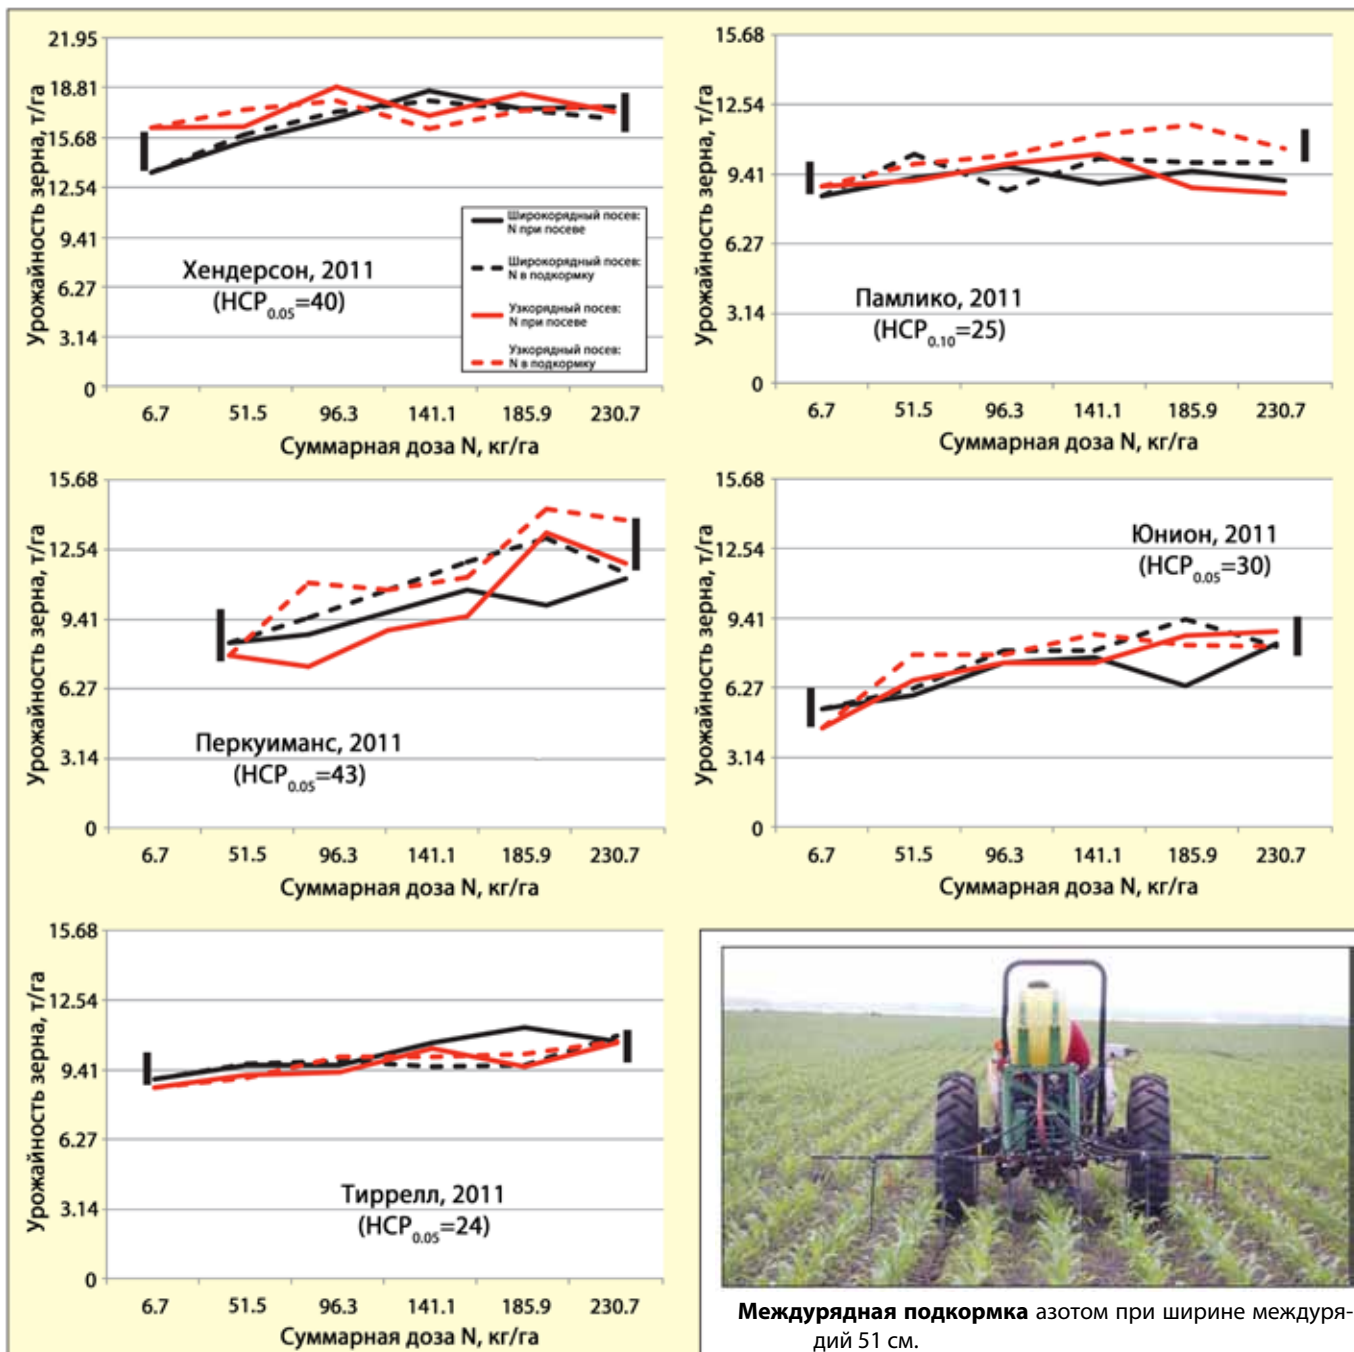 Урожайность зерна, т/га
21.95
18.81
15.68
12.54
9.41
6.27
3.14
0
Широкорядный посев:
N при посеве
Широкорядный посев:
N в подкормку
Узкорядный посев:
N при посеве
Узкорядный посев:
N в подкормку
Хендерсон, 2011
(НСР0.05=40)
6.7 51.5 96.3 141.1 185.9 230.7
Суммарная доза N, кг/га
Урожайность зерна, т/га
15.68
12.54
9.41
6.27
3.14
0
Памлико, 2011
(НСР0.10=25)
6.7 51.5 96.3 141.1 185.9 230.7
Суммарная доза N, кг/га
Урожайность зерна, т/га
15.68
12.54
9.41
6.27
3.14
0
Перкуиманс, 2011
(НСР0.05=43)
6.7 51.5 96.3 141.1 185.9 230.7
Суммарная доза N, кг/га
Урожайность зерна, т/га
15.68
12.54
9.41
6.27
3.14
0
Юнион, 2011
(НСР0.05=30)
6.7 51.5 96.3 141.1 185.9 230.7
Суммарная доза N, кг/га
Урожайность зерна, т/га
15.68
12.54
9.41
6.27
3.14
0
Тиррелл, 2011
(НСР0.05=24)
6.7 51.5 96.3 141.1 185.9 230.7
Суммарная доза N, кг/га
Междурядная подкормка азотом при ширине междуря-
дий 51 см.